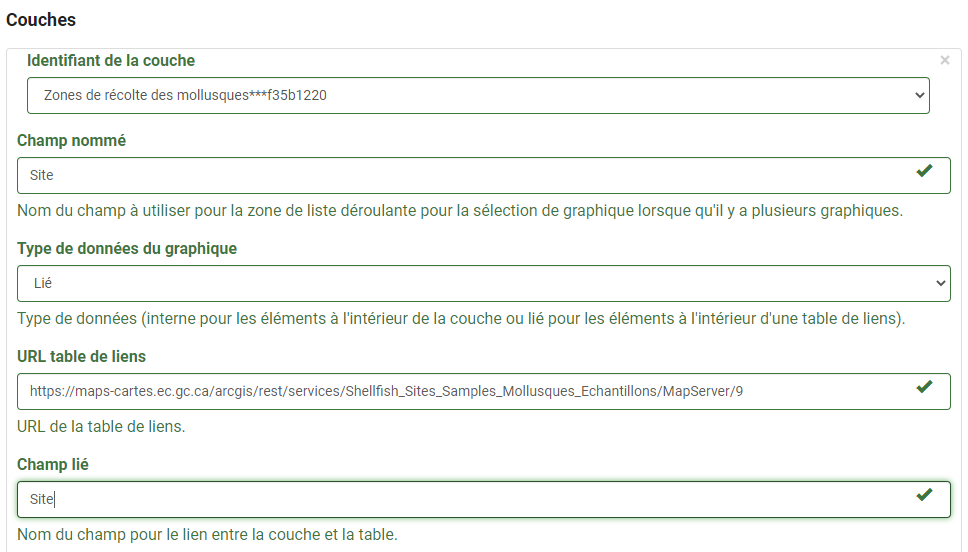 Couches
Identifiant de la couche
×
Zones de récolte des mollusques***f35b1220
Champ nommé
Site
Nom du champ à utiliser pour la zone de liste déroulante pour la sélection de graphique lorsque qu'il y a plusieurs graphiques.
Type de données du graphique
Lié
Type de données (interne pour les éléments à l'intérieur de la couche ou lié pour les éléments à l'intérieur d'une table de liens).
URL table de liens
https://maps-cartes.ec.gc.ca/arcgis/rest/services/Shellfish_Sites_Samples_Mollusques_Echantillons/MapServer/9
URL de la table de liens.
Champ lié
Site
Nom du champ pour le lien entre la couche et la table.